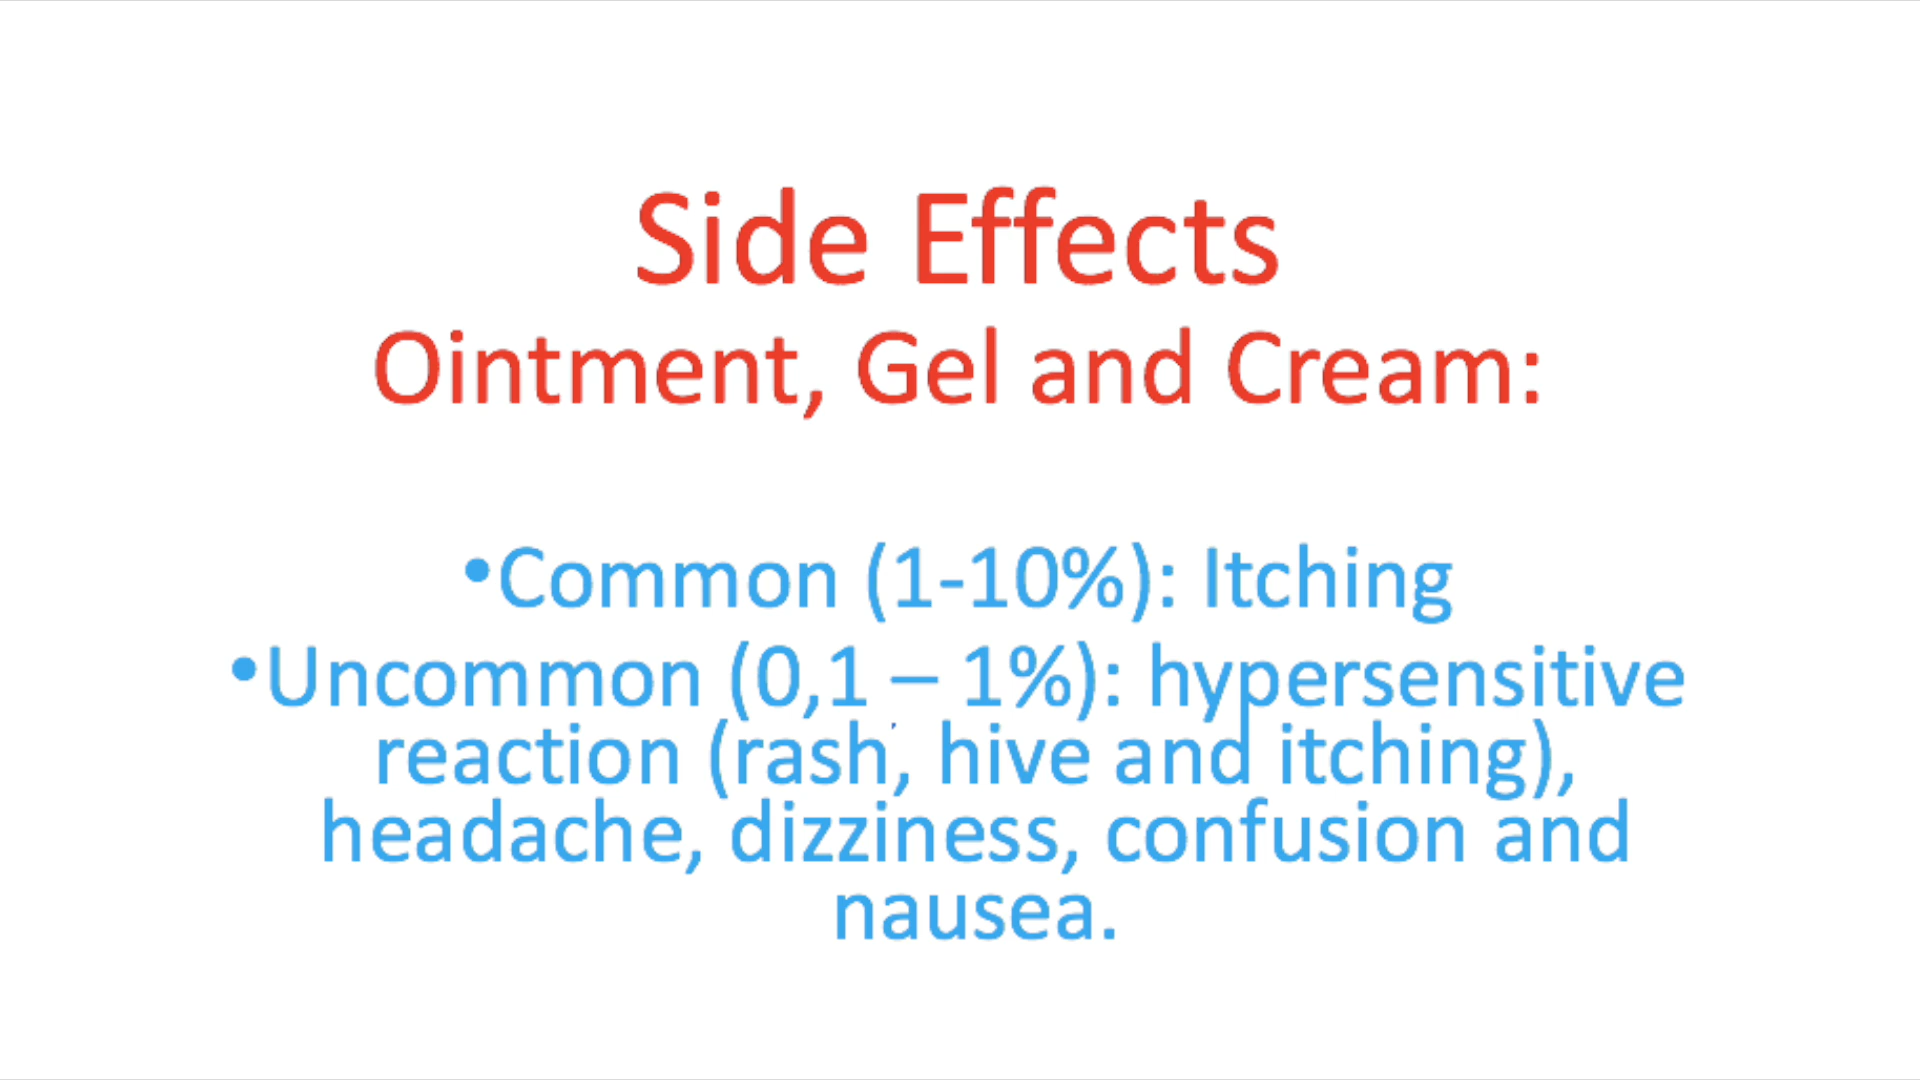 Side Effects
Ointment, Gel and Cream:
•Common (1-10%): Itching
•Uncommon (0,1 – 1%): hypersensitive
reaction (rash, hive and itching),
headache, dizziness, confusion and
nausea.